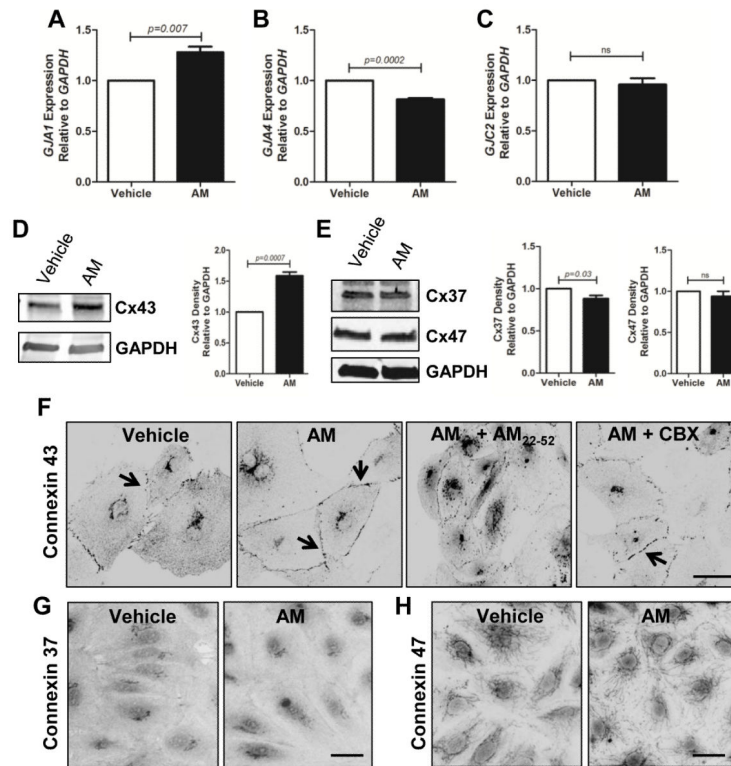 A
B
C
GJA1 Expression
Relative to GAPDH
1.5
1.0
0.5
0.0
p=0.007
Vehicle
AM
GJA4 Expression
Relative to GAPDH
1.5
1.0
0.5
0.0
p=0.0002
Vehicle
AM
GJC2 Expression
Relative to GAPDH
1.5
1.0
0.5
0.0
ns
Vehicle
AM
D
Vehicle
AM
Cx43
GAPDH
Cx43 Density
Relative to GAPDH
2.0
1.5
1.0
0.5
0.0
p=0.0007
Vehicle
AM
E
Vehicle
AM
Cx37
Cx47
GAPDH
Cx37 Density
Relative to GAPDH
1.5
1.0
0.5
0.0
p=0.03
Vehicle
AM
Cx47 Density
Relative to GAPDH
1.5
1.0
0.5
0.0
ns
Vehicle
AM
F
Connexin 43
Vehicle
AM
AM + AM22-52
AM + CBX
G
Connexin 37
Vehicle
AM
H
Connexin 47
Vehicle
AM